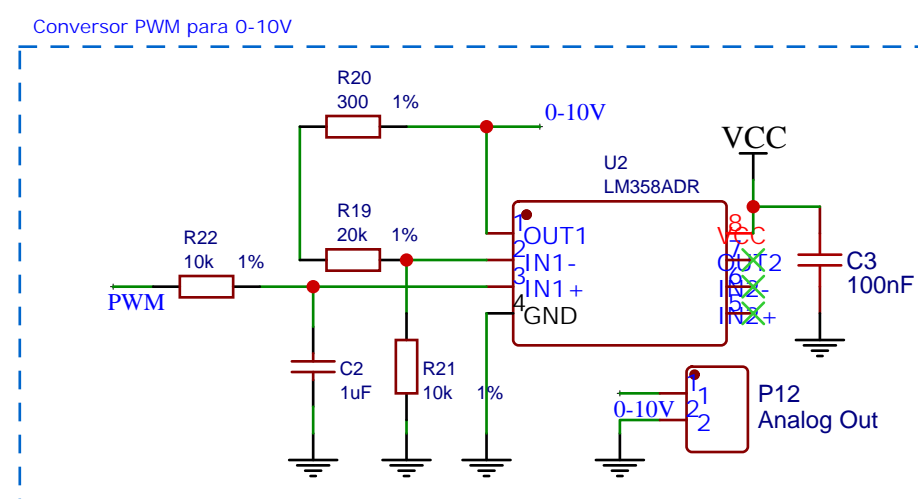 Conversor PWM para 0-10V
R20
300 1%
0-10V
VCC
U2
LM358ADR
R19
20k 1%
R22
10k 1%
PWM
1
OUT1
2
IN1-
3
IN1+
4
GND
8
VCC
7
OUT2
6
IN2-
5
IN2+
C3
100nF
C2
1uF
R21
10k 1%
0-10V
1
1
2
2
P12
Analog Out